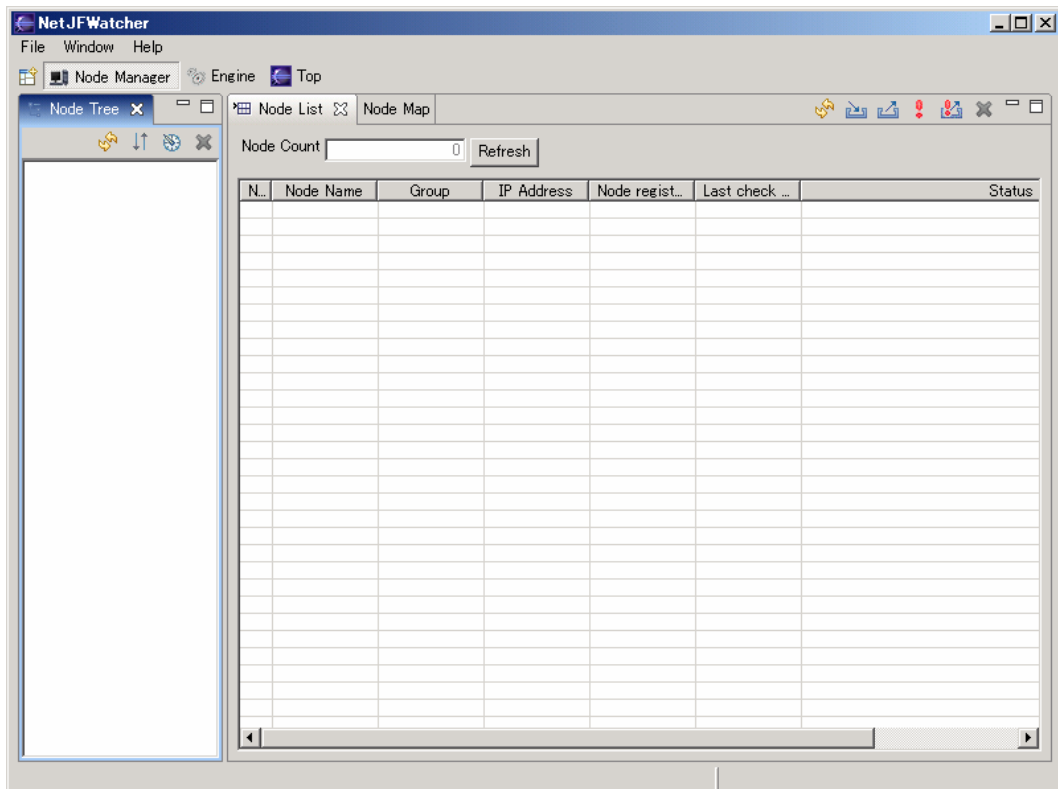 NetJFWatcher
File Window Help
Node Manager Engine Top
Node Tree Node List Node Map
Node Count 0 Refresh
N... Node Name Group IP Address Node regist... Last check ... Status